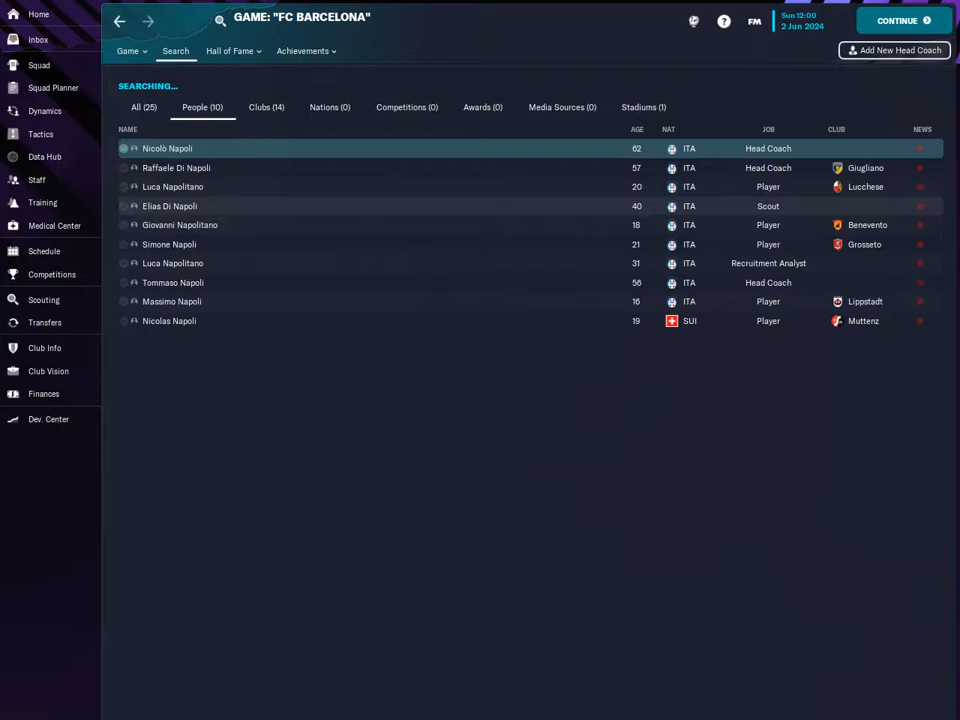 Home
GAME: "FC BARCELONA"
FM
Sun 12:00
2 Jun 2024
CONTINUE
Inbox
Game
Search
Hall of Fame
Achievements
Add New Head Coach
Squad
Squad Planner
Dynamics
Tactics
Data Hub
Staff
Training
Medical Center
Schedule
Competitions
Scouting
Transfers
Club Info
Club Vision
Finances
Dev. Center
SEARCHING...
All (25) People (10) Clubs (14) Nations (0) Competitions (0) Awards (0) Media Sources (0) Stadiums (1)
NAME AGE NAT JOB CLUB NEWS
Nicolò Napoli 62 ITA Head Coach
Raffaele Di Napoli 57 ITA Head Coach Giugliano
Luca Napolitano 20 ITA Player Lucchese
Elias Di Napoli 40 ITA Scout
Giovanni Napolitano 18 ITA Player Benevento
Simone Napoli 21 ITA Player Grosseto
Luca Napolitano 31 ITA Recruitment Analyst
Tommaso Napoli 56 ITA Head Coach
Massimo Napoli 16 ITA Player Lippstadt
Nicolas Napoli 19 SUI Player Muttenz